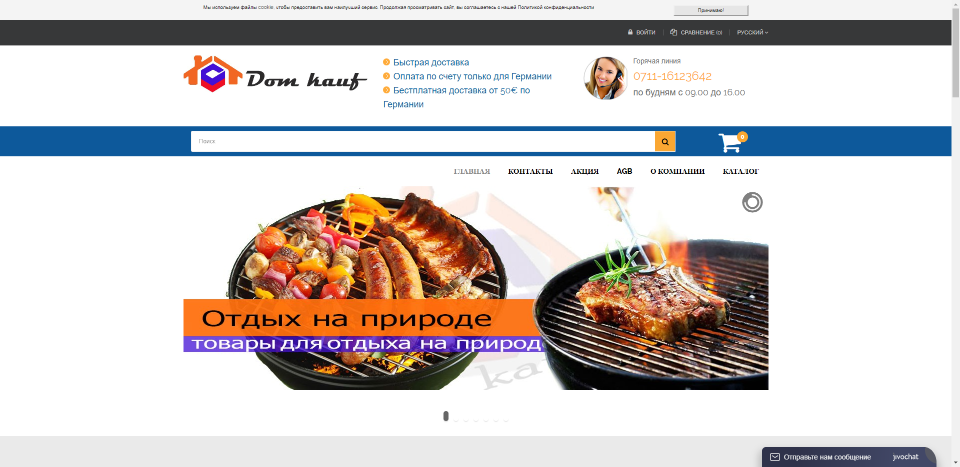 Мы используем файлы cookie, чтобы предоставить вам наилучший сервис. Продолжая просматривать сайт, вы соглашаетесь с нашей Политикой конфиденциальности.
Принимаю!
ВОЙТИ
СРАВНЕНИЕ (0)
РУССКИЙ
Dom kauf
Быстрая доставка
Оплата по счету только для Германии
Бестплатная доставка от 50€ по
Германии
Горячая линия
0711-16123642
по будням с 09.00 до 16.00
Поиск
0
ГЛАВНАЯ КОНТАКТЫ АКЦИЯ AGB О КОМПАНИИ КАТАЛОГ
Отдых на природе
товары для отдыха на природе
Отправьте нам сообщение
jivochat